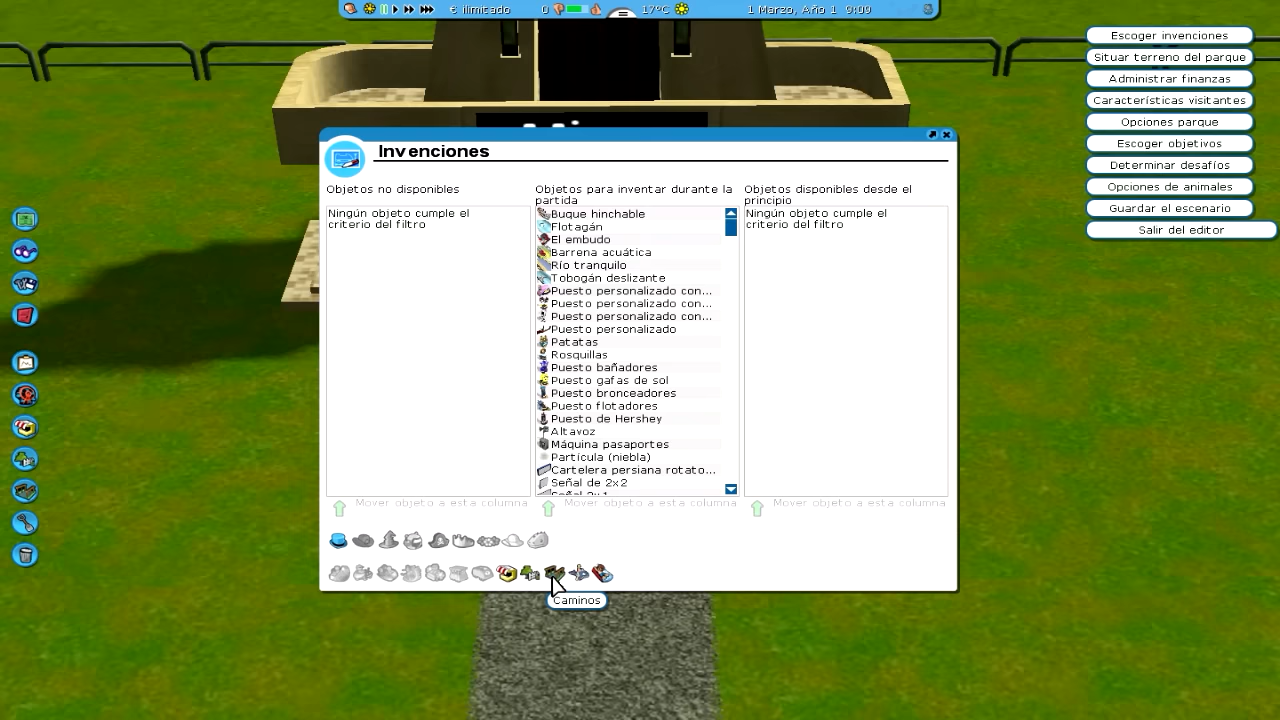 € ilimitado
0
17ºC
1 Marzo, Año 1 9:09
Escoger invenciones
Situar terreno del parque
Administrar finanzas
Características visitantes
Opciones parque
Escoger objetivos
Determinar desafíos
Opciones de animales
Guardar el escenario
Salir del editor
Invenciones
Objetos no disponibles
Ningún objeto cumple el
criterio del filtro
Mover objeto a esta columna
Objetos para inventar durante la
partida
Buque hinchable
Flotagán
El embudo
Barrena acuática
Río tranquilo
Tobogán deslizante
Puesto personalizado con...
Puesto personalizado con...
Puesto personalizado con...
Puesto personalizado
Patatas
Rosquillas
Puesto bañadores
Puesto gafas de sol
Puesto bronceadores
Puesto flotadores
Puesto de Hershey
Altavoz
Máquina pasaportes
Partícula (niebla)
Cartelera persiana rotato...
Señal de 2x2
Señal 2x1
Mover objeto a esta columna
Objetos disponibles desde el
principio
Ningún objeto cumple el
criterio del filtro
Mover objeto a esta columna
Caminos